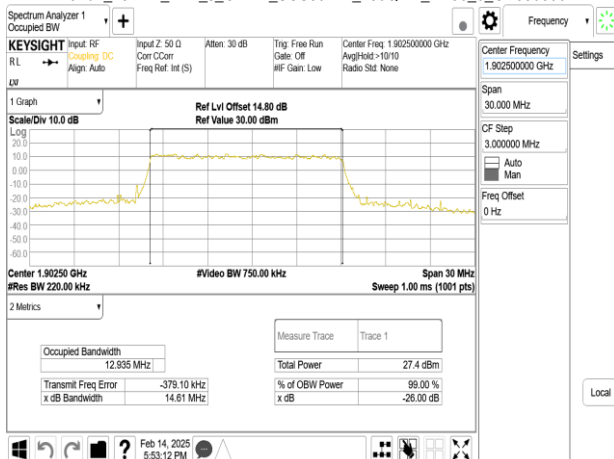 Spectrum Analyzer 1
Occupied BW
+
Frequency
KEYSIGHT
RL
LXI
Input: RF
Coupling: DC
Align: Auto
Input Z: 50 Ω
Corr CCorr
Freq Ref: Int (S)
Atten: 30 dB
Trig: Free Run
Gate: Off
#IF Gain: Low
Center Freq: 1.902500000 GHz
Avg|Hold:>10/10
Radio Std: None
Center Frequency
1.902500000 GHz
Settings
Span
30.000 MHz
CF Step
3.000000 MHz
Auto
Man
Freq Offset
0 Hz
Local
1 Graph
Scale/Div 10.0 dB
Ref Lvl Offset 14.80 dB
Ref Value 30.00 dBm
Log
20.0
10.0
0.00
-10.0
-20.0
-30.0
-40.0
-50.0
-60.0
Center 1.90250 GHz
#Res BW 220.00 kHz
#Video BW 750.00 kHz
Span 30 MHz
Sweep 1.00 ms (1001 pts)
2 Metrics
Measure Trace Trace 1
Occupied Bandwidth
12.935 MHz
Total Power 27.4 dBm
Transmit Freq Error -379.10 kHz
% of OBW Power 99.00 %
x dB Bandwidth 14.61 MHz
x dB -26.00 dB
?
Feb 14, 2025
5:53:12 PM